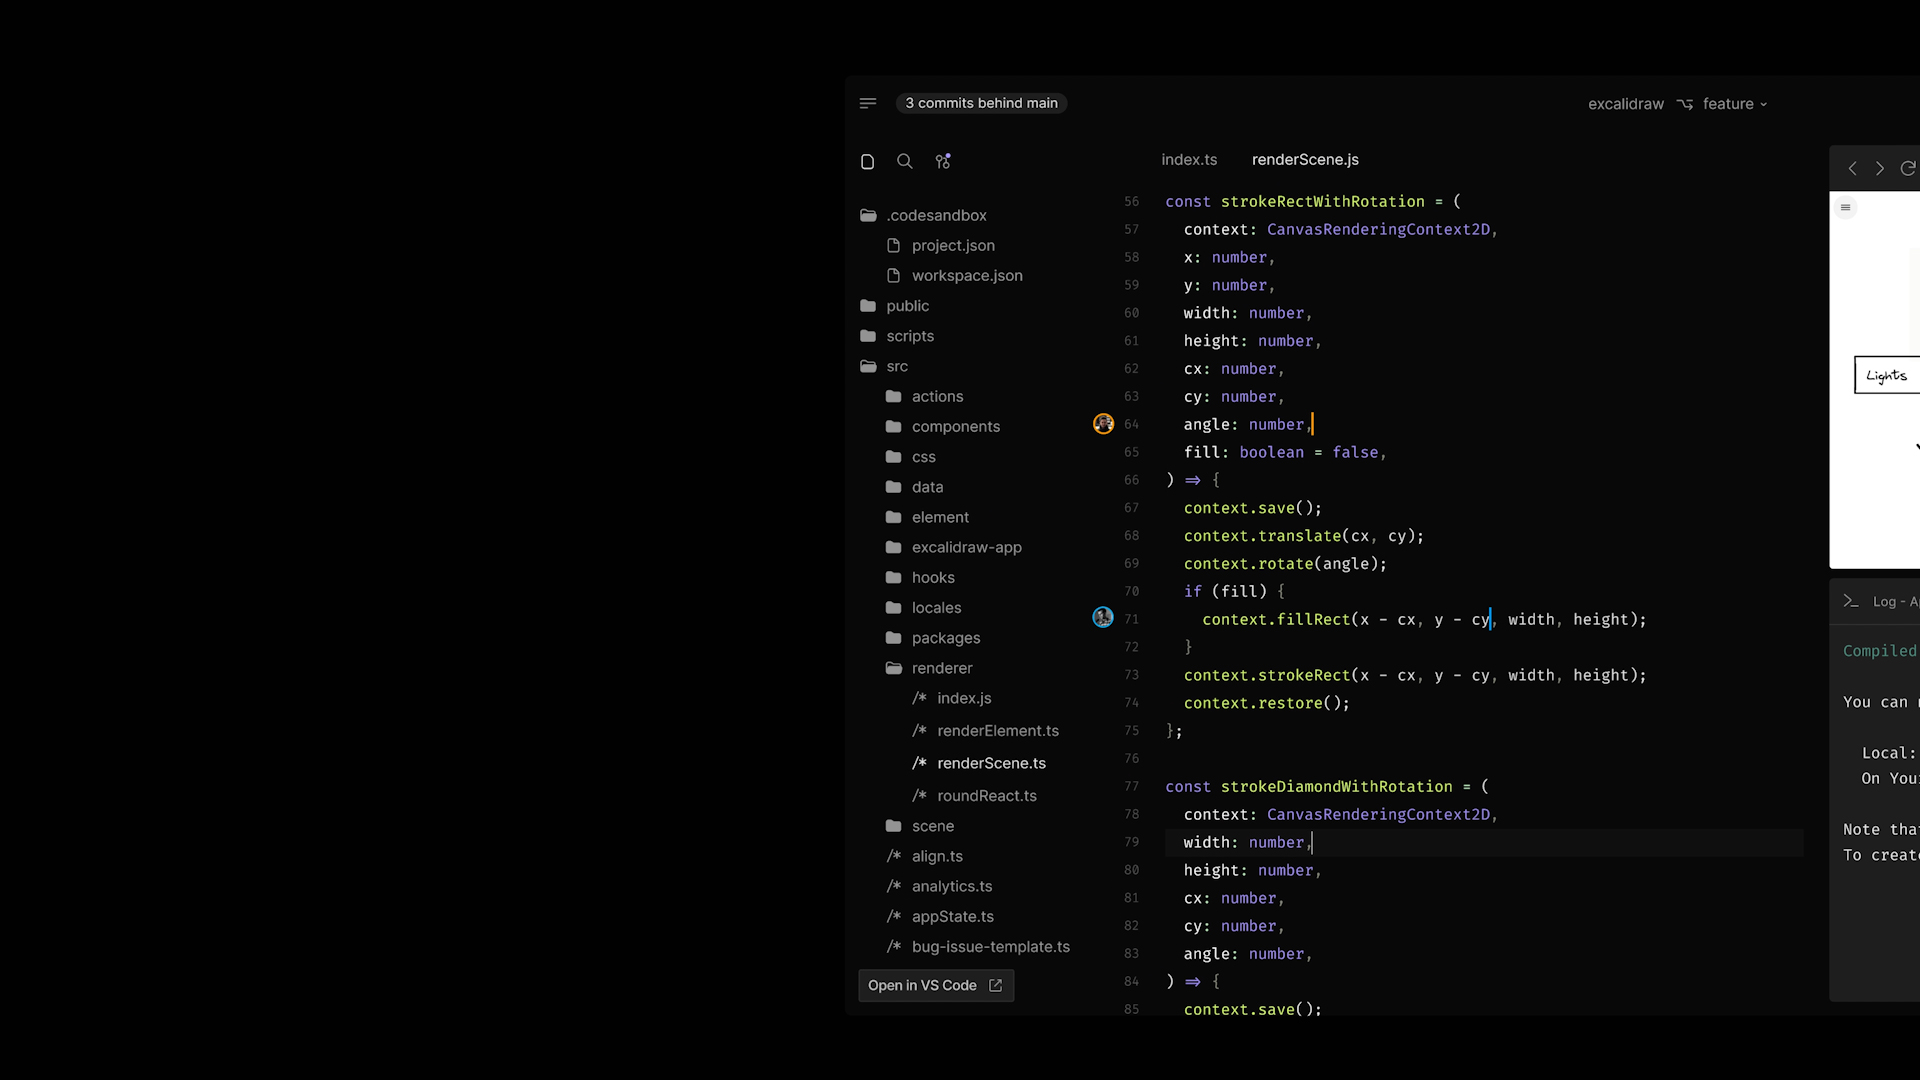 3 commits behind main
excalidraw feature
.codesandbox
project.json
workspace.json
public
scripts
src
actions
components
css
data
element
excalidraw-app
hooks
locales
packages
renderer
/* index.js
/* renderElement.ts
/* renderScene.ts
/* roundReact.ts
scene
/* align.ts
/* analytics.ts
/* appState.ts
/* bug-issue-template.ts
Open in VS Code
index.ts renderScene.js
56 const strokeRectWithRotation = (
57 context: CanvasRenderingContext2D,
58 x: number,
59 y: number,
60 width: number,
61 height: number,
62 cx: number,
63 cy: number,
64 angle: number,
65 fill: boolean = false,
66 ) => {
67 context.save();
68 context.translate(cx, cy);
69 context.rotate(angle);
70 if (fill) {
71 context.fillRect(x - cx, y - cy, width, height);
72 }
73 context.strokeRect(x - cx, y - cy, width, height);
74 context.restore();
75 };
76
77 const strokeDiamondWithRotation = (
78 context: CanvasRenderingContext2D,
79 width: number,
80 height: number,
81 cx: number,
82 cy: number,
83 angle: number,
84 ) => {
85 context.save();
Lights
>_ Log - A
Compiled
You can
Local:
On You
Note tha
To creat